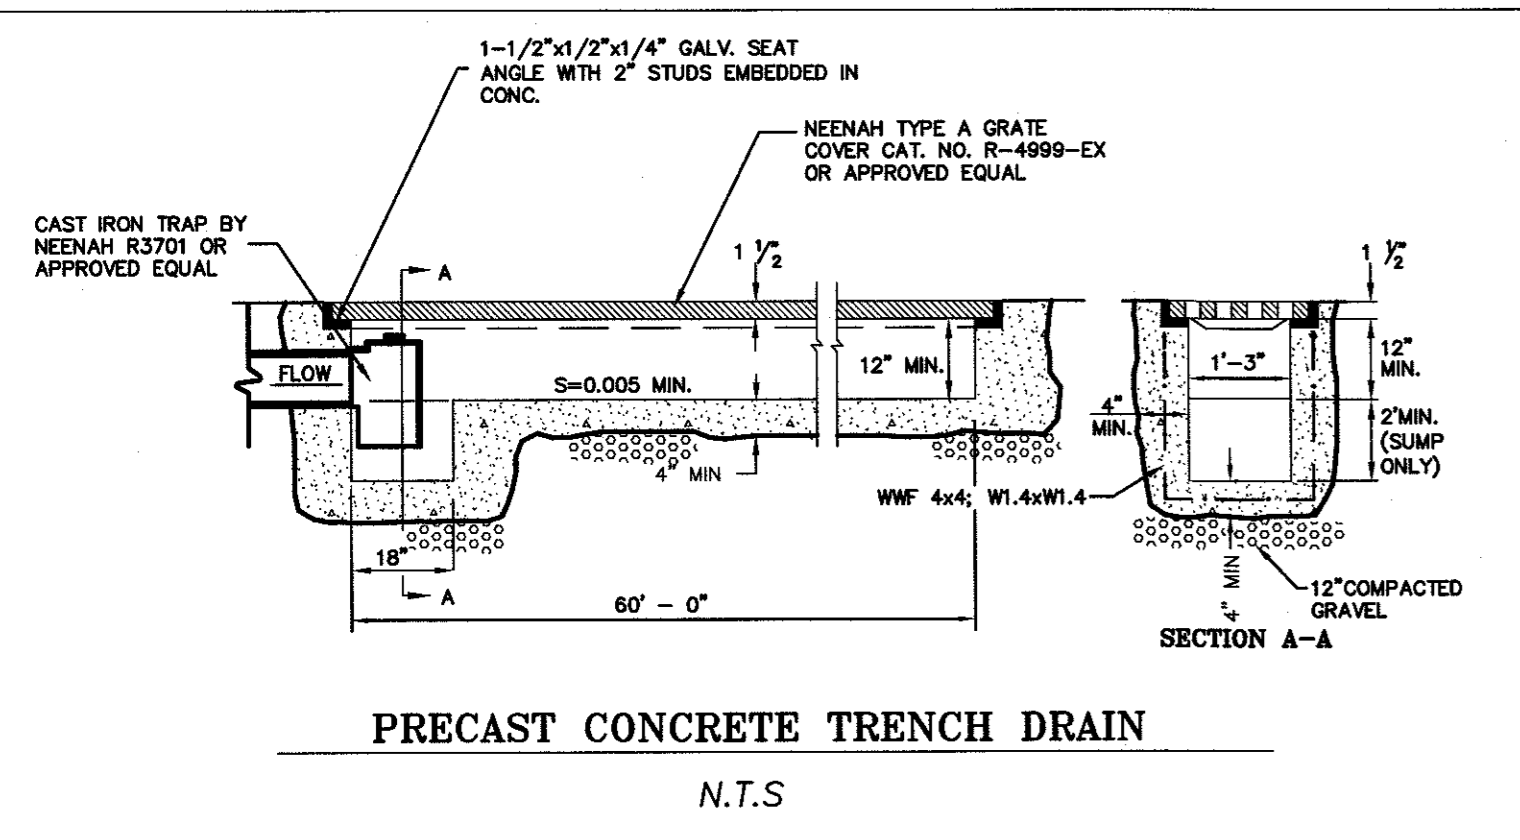 1-1/2"x1/2"x1/4" GALV. SEAT
ANGLE WITH 2" STUDS EMBEDDED IN
CONC.
NEENAH TYPE A GRATE
COVER CAT. NO. R-4999-EX
OR APPROVED EQUAL
CAST IRON TRAP BY
NEENAH R3701 OR
APPROVED EQUAL
A
1 1/2"
FLOW
S=0.005 MIN.
12" MIN.
4" MIN
18"
A
60' - 0"
1 1/2"
12"
MIN.
1'-3"
4"
MIN.
2'MIN.
(SUMP
ONLY)
WWF 4x4; W1.4xW1.4
4" MIN
12"COMPACTED
GRAVEL
SECTION A-A
PRECAST CONCRETE TRENCH DRAIN
N.T.S